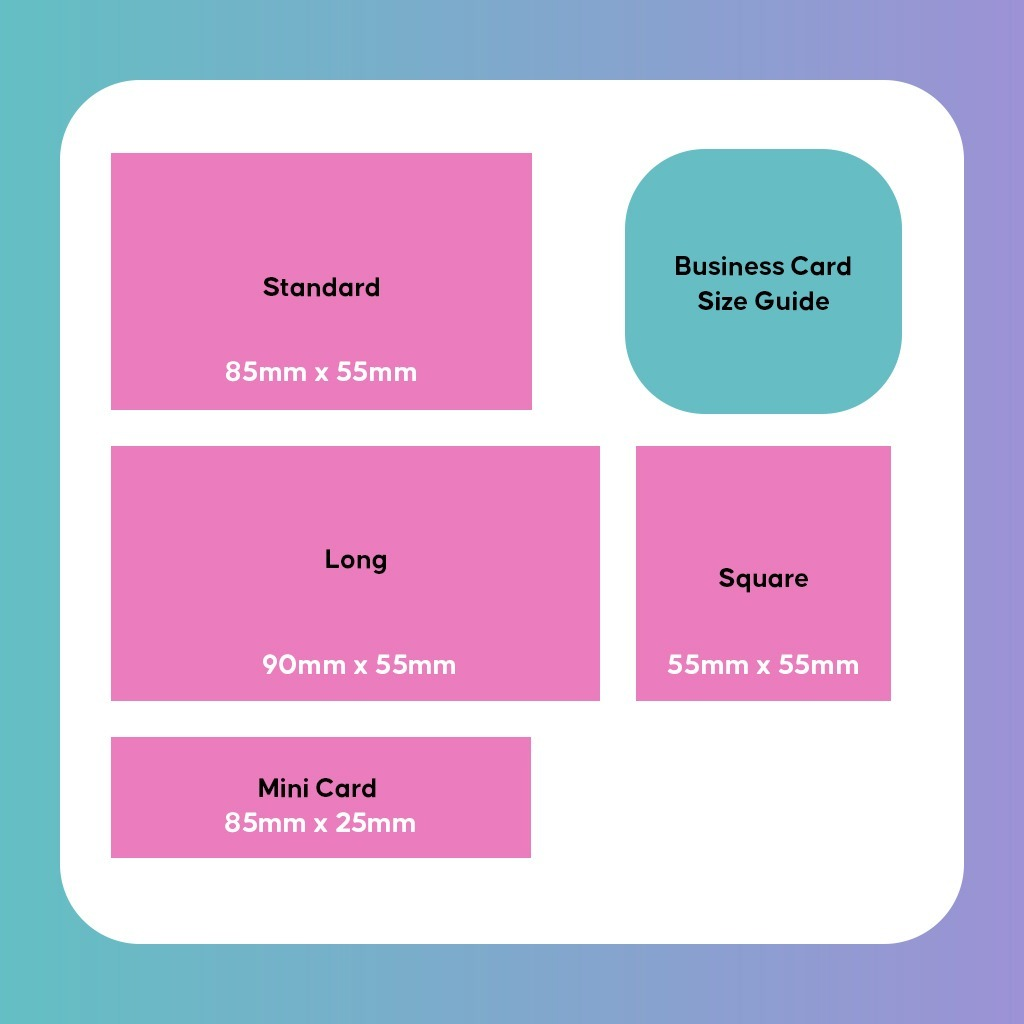 Standard
85mm x 55mm
Business Card
Size Guide
Long
90mm x 55mm
Square
55mm x 55mm
Mini Card
85mm x 25mm